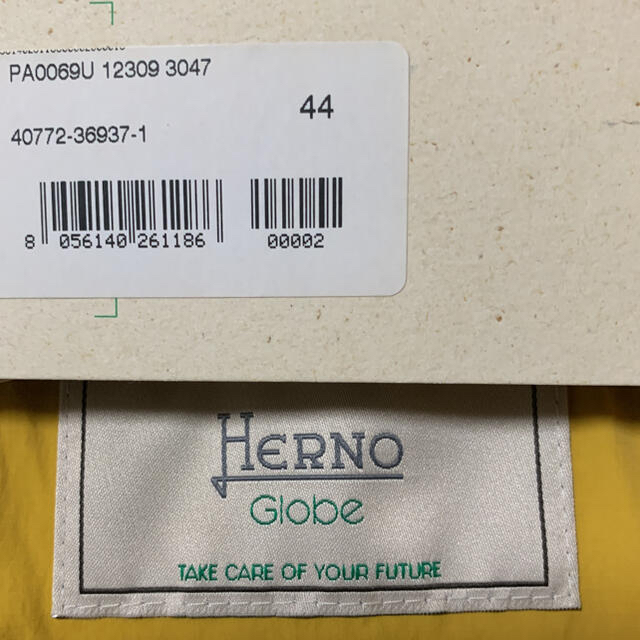 PA0069U 12309 3047
44
40772-36937-1
8 056140 261186 00002
HERNO
Globe
TAKE CARE OF YOUR FUTURE